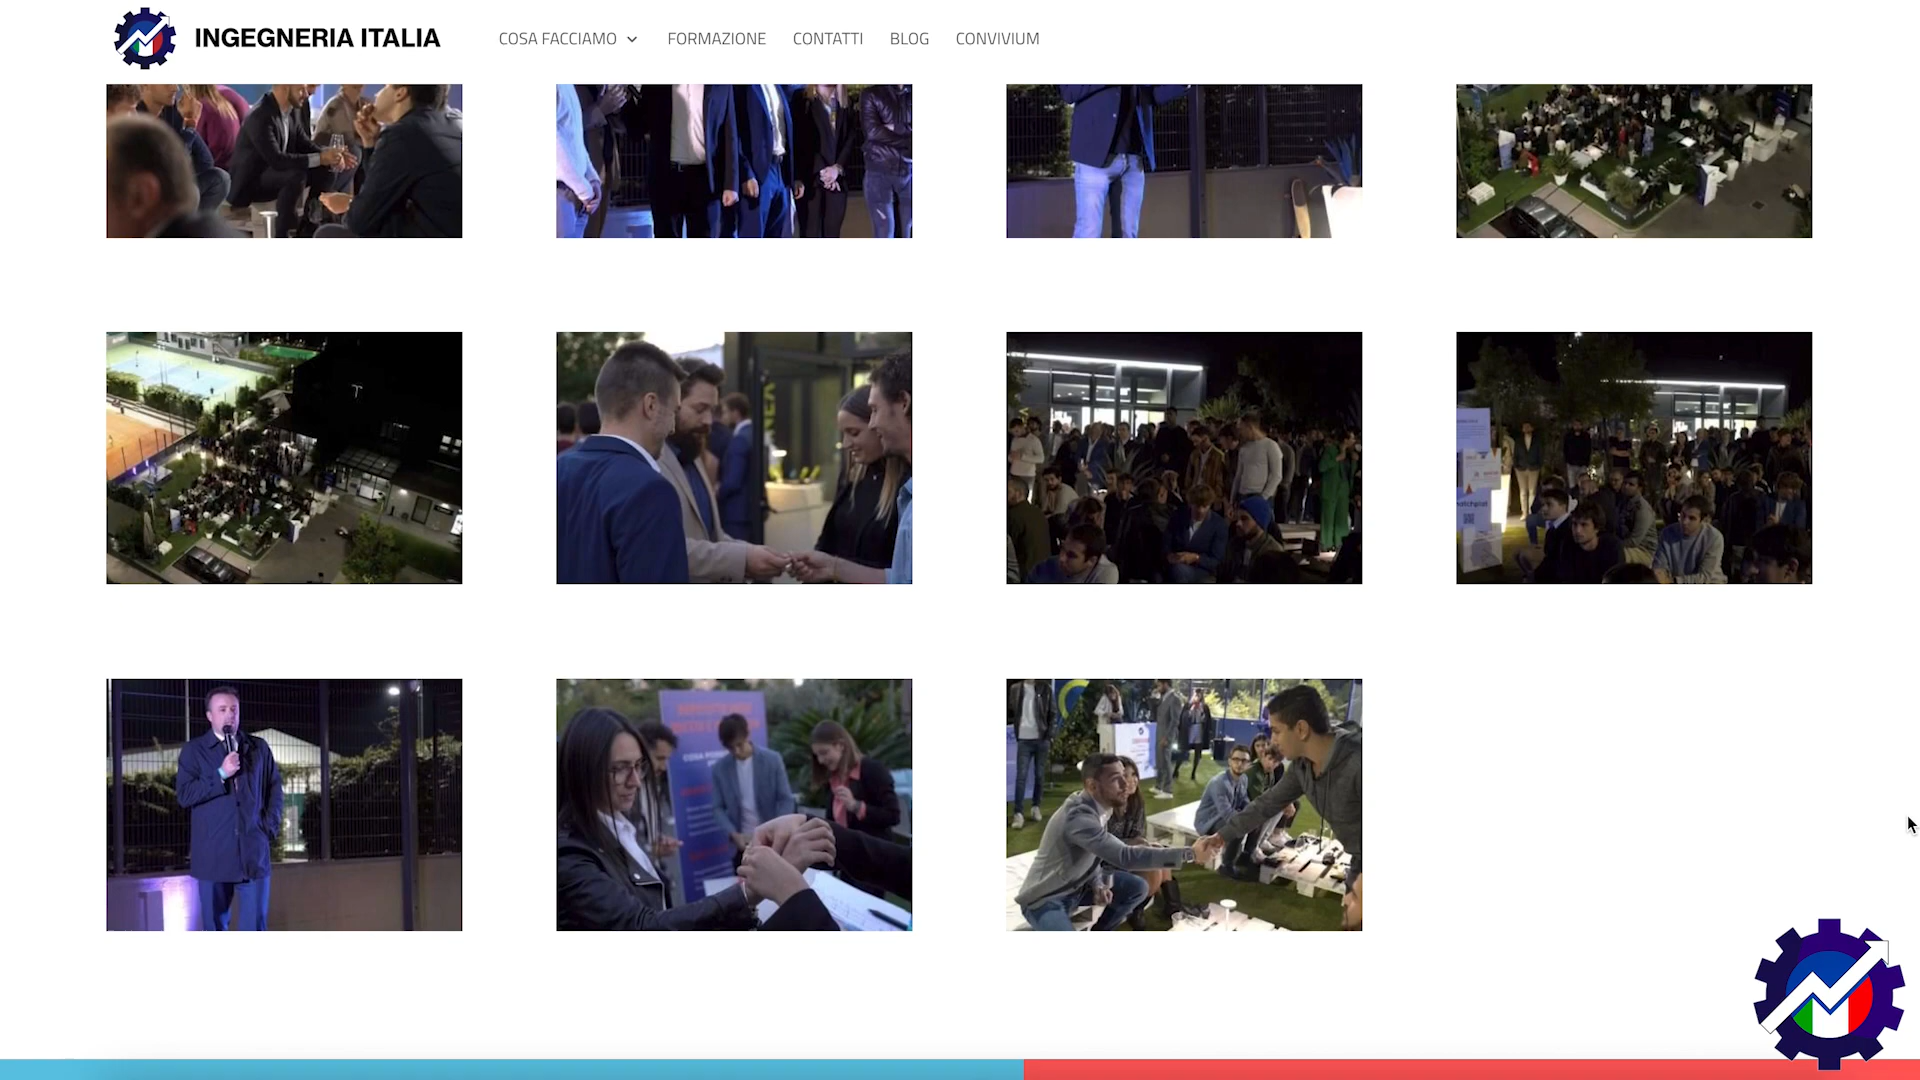 INGEGNERIA ITALIA
COSA FACCIAMO
FORMAZIONE
CONTATTI
BLOG
CONVIVIUM